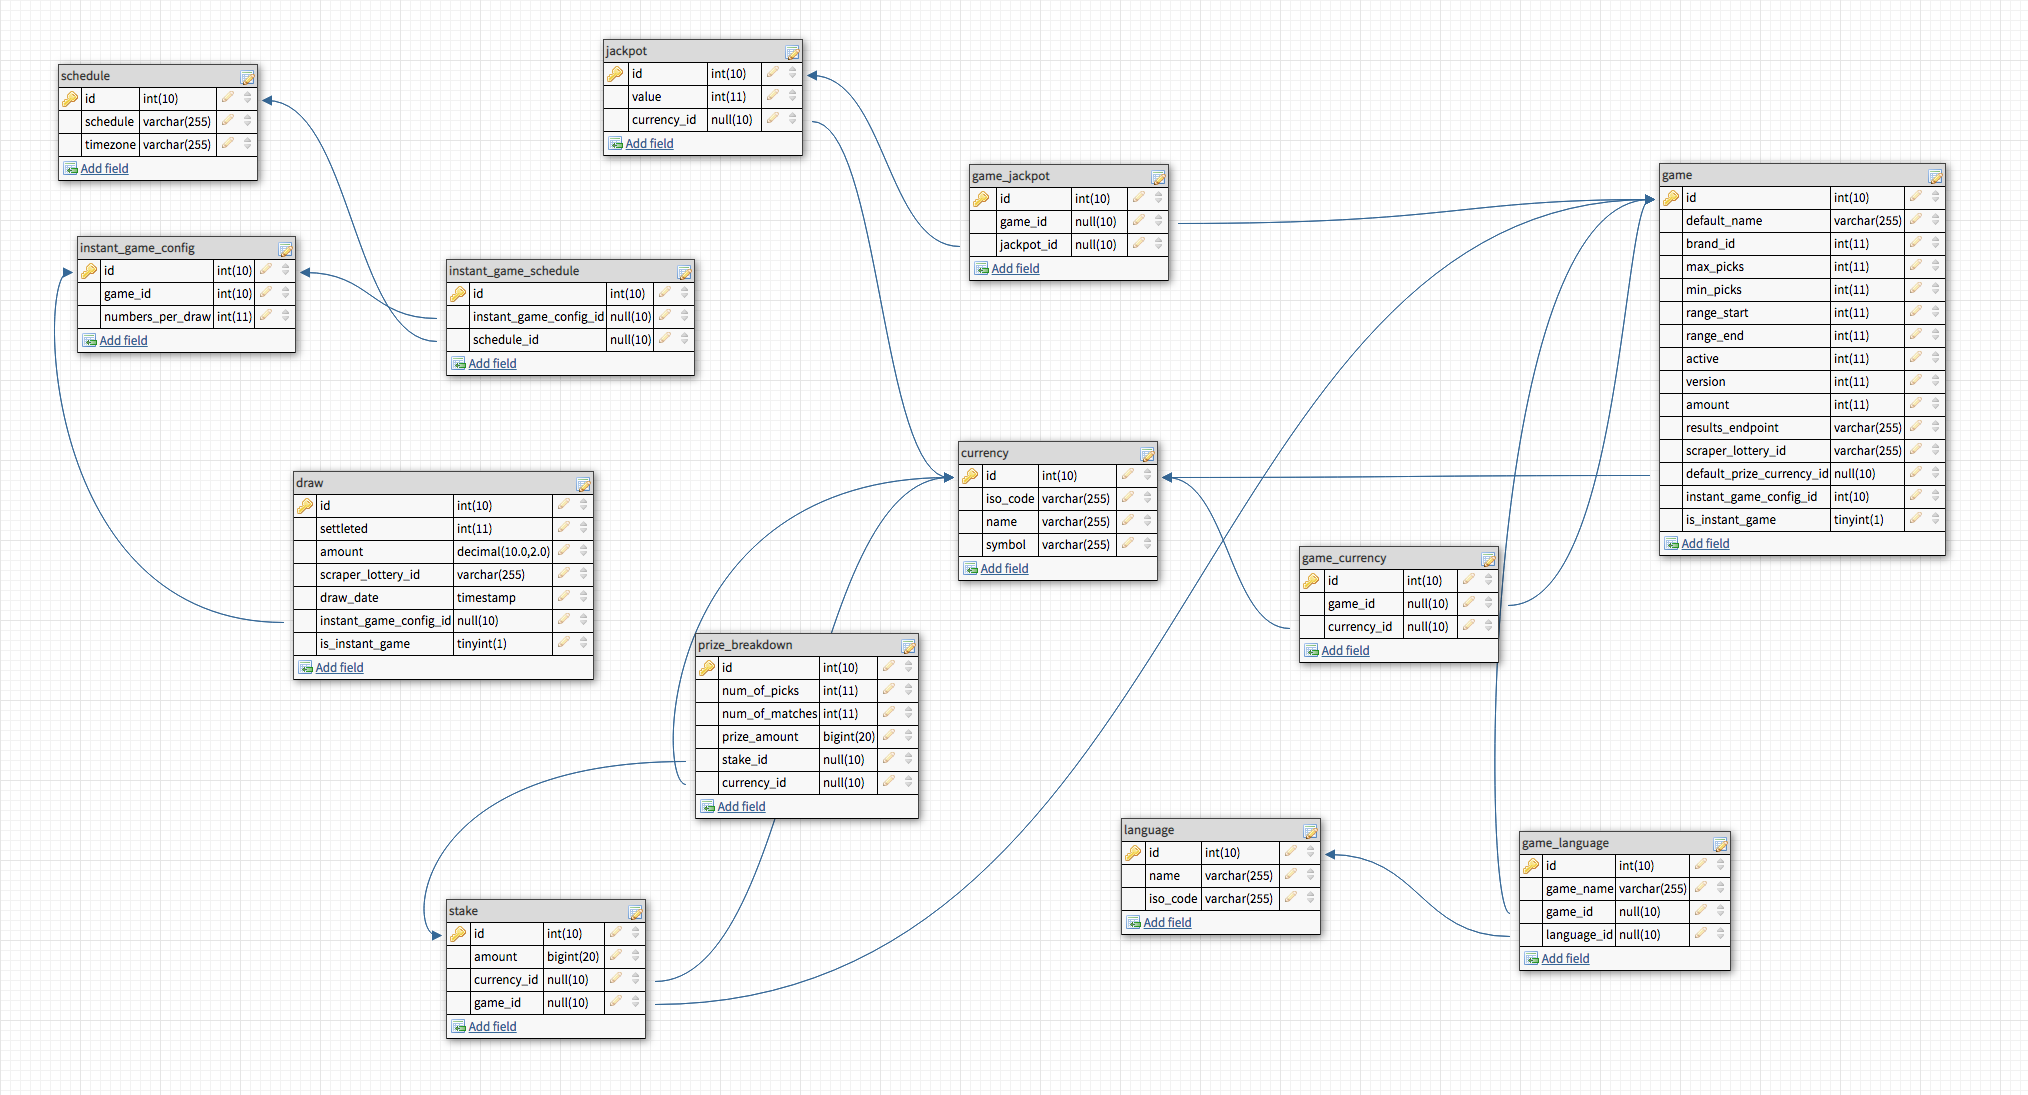 schedule
id int(10)
schedule varchar(255)
timezone varchar(255)
Add field
jackpot
id int(10)
value int(11)
currency_id null(10)
Add field
game_jackpot
id int(10)
game_id null(10)
jackpot_id null(10)
Add field
game
id int(10)
default_name varchar(255)
brand_id int(11)
max_picks int(11)
min_picks int(11)
range_start int(11)
range_end int(11)
active int(11)
version int(11)
amount int(11)
results_endpoint varchar(255)
scraper_lottery_id varchar(255)
default_prize_currency_id null(10)
instant_game_config_id int(10)
is_instant_game tinyint(1)
Add field
instant_game_config
id int(10)
game_id int(10)
numbers_per_draw int(11)
Add field
instant_game_schedule
id int(10)
instant_game_config_id null(10)
schedule_id null(10)
Add field
currency
id int(10)
iso_code varchar(255)
name varchar(255)
symbol varchar(255)
Add field
draw
id int(10)
settleted int(11)
amount decimal(10.0,2.0)
scraper_lottery_id varchar(255)
draw_date timestamp
instant_game_config_id null(10)
is_instant_game tinyint(1)
Add field
game_currency
id int(10)
game_id null(10)
currency_id null(10)
Add field
prize_breakdown
id int(10)
num_of_picks int(11)
num_of_matches int(11)
prize_amount bigint(20)
stake_id null(10)
currency_id null(10)
Add field
language
id int(10)
name varchar(255)
iso_code varchar(255)
Add field
game_language
id int(10)
game_name varchar(255)
game_id null(10)
language_id null(10)
Add field
stake
id int(10)
amount bigint(20)
currency_id null(10)
game_id null(10)
Add field